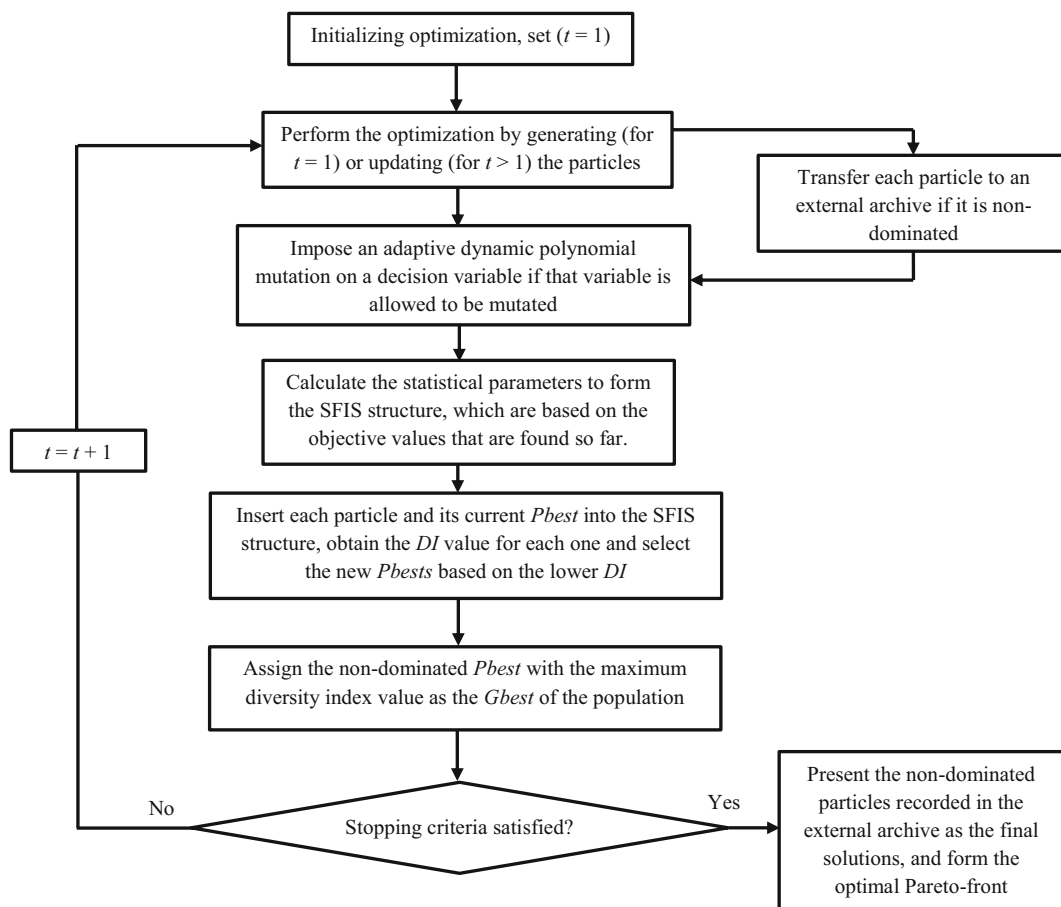 Initializing optimization, set (t = 1)
Perform the optimization by generating (for
t = 1) or updating (for t > 1) the particles
Transfer each particle to an
external archive if it is non-
dominated
Impose an adaptive dynamic polynomial
mutation on a decision variable if that variable is
allowed to be mutated
Calculate the statistical parameters to form
the SFIS structure, which are based on the
objective values that are found so far.
t = t + 1
Insert each particle and its current Pbest into the SFIS
structure, obtain the DI value for each one and select
the new Pbests based on the lower DI
Assign the non-dominated Pbest with the maximum
diversity index value as the Gbest of the population
No
Stopping criteria satisfied?
Yes
Present the non-dominated
particles recorded in the
external archive as the final
solutions, and form the
optimal Pareto-front